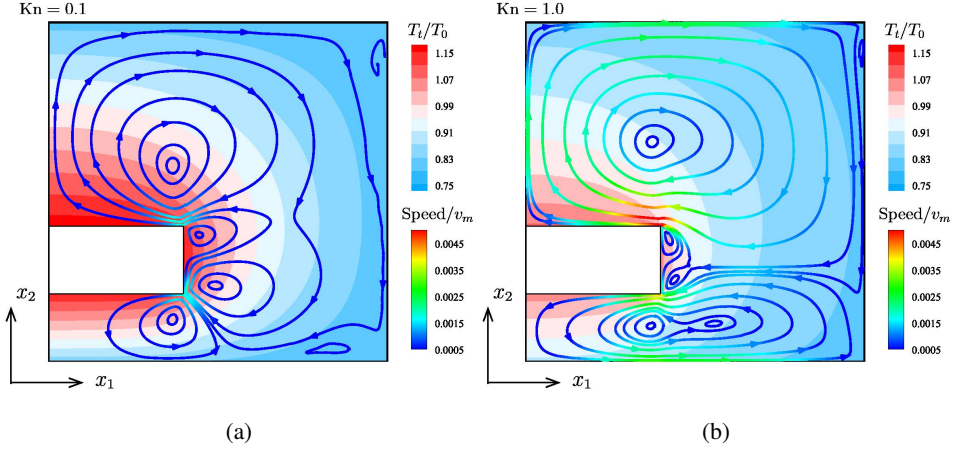 Kn = 0.1
T_t/T_0
1.15
1.07
0.99
0.91
0.83
0.75
Speed/v_m
0.0045
0.0035
0.0025
0.0015
0.0005
x_2
x_1
(a)
Kn = 1.0
T_t/T_0
1.15
1.07
0.99
0.91
0.83
0.75
Speed/v_m
0.0045
0.0035
0.0025
0.0015
0.0005
x_2
x_1
(b)